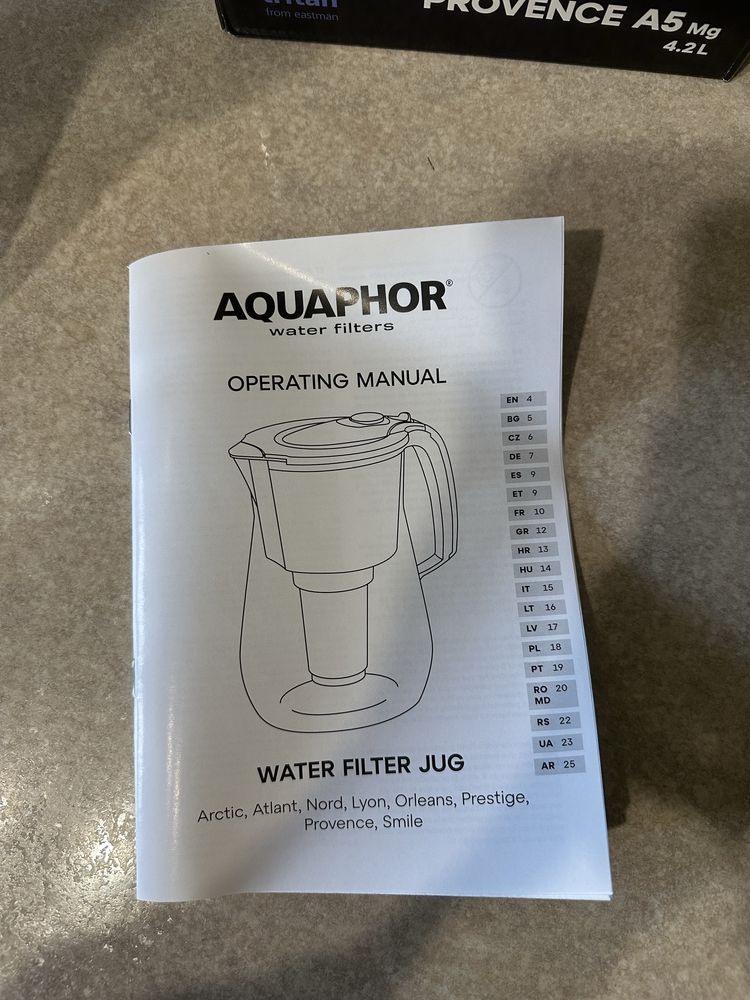 tritan
from eastman
PROVENCE A5 Mg
4.2 L
AQUAPHOR®
water filters
OPERATING MANUAL
EN 4
BG 5
CZ 6
DE 7
ES 9
ET 9
FR 10
GR 12
HR 13
HU 14
IT 15
LT 16
LV 17
PL 18
PT 19
RO 20
MD
RS 22
UA 23
AR 25
WATER FILTER JUG
Arctic, Atlant, Nord, Lyon, Orleans, Prestige,
Provence, Smile